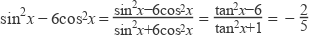 sin²x − 6cos²x = (sin²x−6cos²x)/(sin²x+6cos²x) = (tan²x−6)/(tan²x+1) = − 2/5